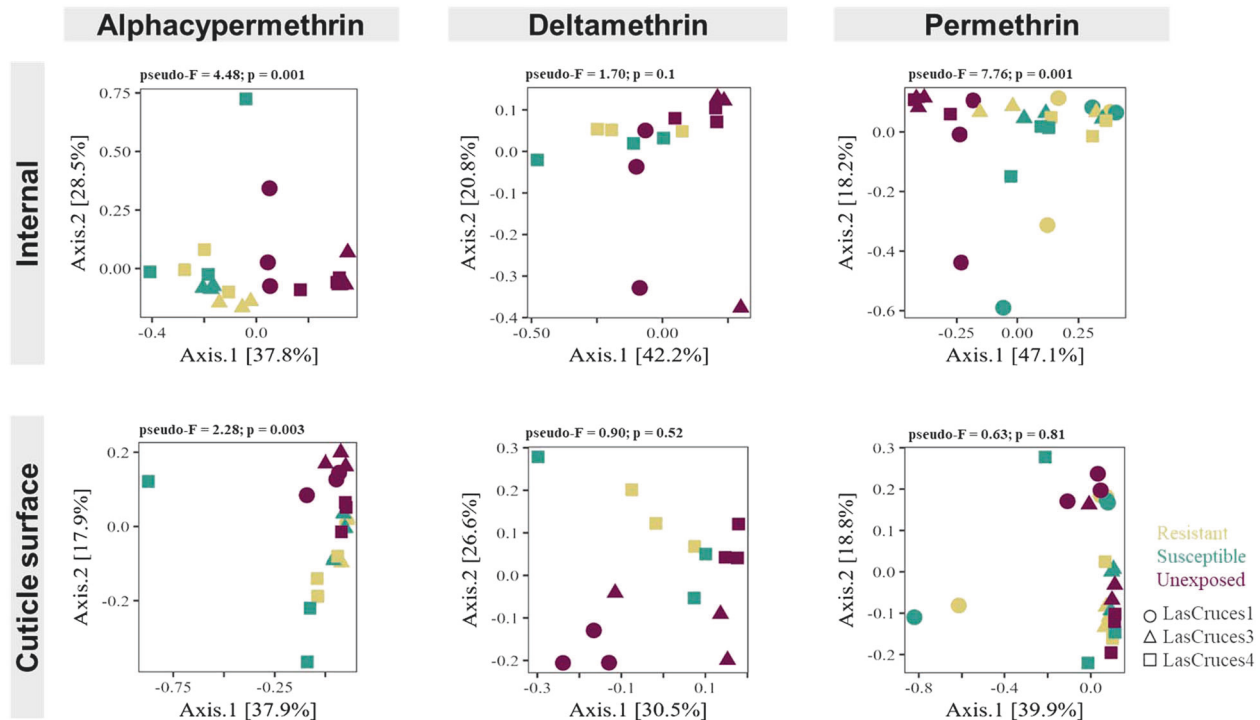 Alphacypermethrin
Deltamethrin
Permethrin
Internal
pseudo-F = 4.48; p = 0.001
0.75
0.50
0.25
0.00
Axis.2 [28.5%]
-0.4
0.0
Axis.1 [37.8%]
pseudo-F = 1.70; p = 0.1
0.1
0.0
-0.1
-0.2
-0.3
-0.4
Axis.2 [20.8%]
-0.50
0.00
Axis.1 [42.2%]
pseudo-F = 7.76; p = 0.001
0.0
-0.2
-0.4
-0.6
Axis.2 [18.2%]
-0.25
0.00
0.25
Axis.1 [47.1%]
Cuticle surface
pseudo-F = 2.28; p = 0.003
0.2
0.0
-0.2
Axis.2 [17.9%]
-0.75
-0.25
Axis.1 [37.9%]
pseudo-F = 0.90; p = 0.52
0.3
0.2
0.1
0.0
-0.1
-0.2
Axis.2 [26.6%]
-0.3
-0.1
0.1
Axis.1 [30.5%]
pseudo-F = 0.63; p = 0.81
0.3
0.2
0.1
0.0
-0.1
-0.2
Axis.2 [18.8%]
-0.8
-0.4
0.0
Axis.1 [39.9%]
Resistant
Susceptible
Unexposed
LasCruces1
LasCruces3
LasCruces4